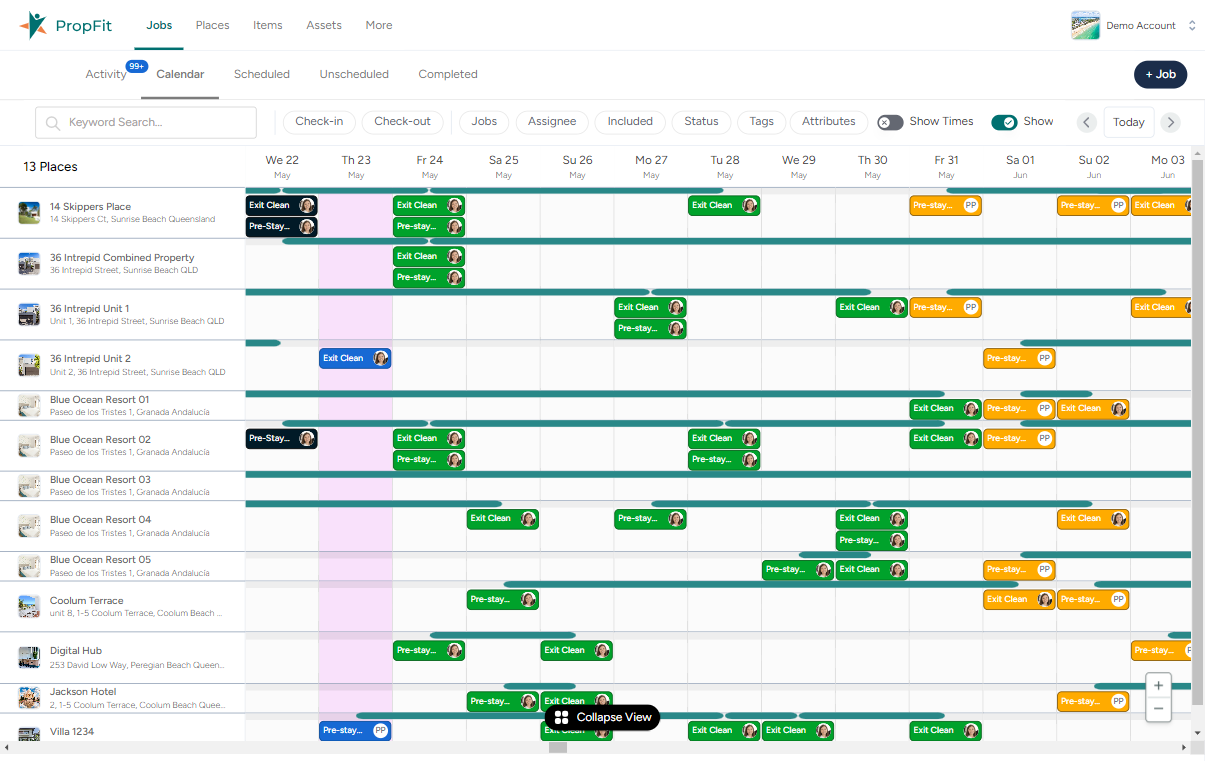 PropFit Jobs Places Items Assets More Demo Account
Activity 99+ Calendar Scheduled Unscheduled Completed + Job
Keyword Search... Check-in Check-out Jobs Assignee Included Status Tags Attributes Show Times Show Today
13 Places We 22 Th 23 Fr 24 Sa 25 Su 26 Mo 27 Tu 28 We 29 Th 30 Fr 31 Sa 01 Su 02 Mo 03
May May May May May May May May May May Jun Jun Jun
14 Skippers Place Exit Clean Exit Clean Exit Clean Pre-stay... PP Pre-stay... PP Exit Clean
14 Skippers Ct, Sunrise Beach Queensland Pre-Stay... Pre-stay...
36 Intrepid Combined Property Exit Clean
36 Intrepid Street, Sunrise Beach QLD Pre-stay...
36 Intrepid Unit 1 Exit Clean Exit Clean Pre-stay... PP Exit Clean
Unit 1, 36 Intrepid Street, Sunrise Beach QLD Pre-stay...
36 Intrepid Unit 2 Exit Clean Pre-stay... PP
Unit 2, 36 Intrepid Street, Sunrise Beach QLD
Blue Ocean Resort 01 Exit Clean Pre-stay... PP Exit Clean
Paseo de los Tristes 1, Granada Andalucía
Blue Ocean Resort 02 Pre-Stay... Exit Clean Exit Clean Exit Clean Pre-stay... PP
Paseo de los Tristes 1, Granada Andalucía Pre-stay... Pre-stay...
Blue Ocean Resort 03
Paseo de los Tristes 1, Granada Andalucía
Blue Ocean Resort 04 Exit Clean Pre-stay... Exit Clean Exit Clean
Paseo de los Tristes 1, Granada Andalucía Pre-stay...
Blue Ocean Resort 05 Pre-stay... Exit Clean Pre-stay... PP
Paseo de los Tristes 1, Granada Andalucía
Coolum Terrace Pre-stay... Exit Clean Pre-stay... PP
unit 8, 1-5 Coolum Terrace, Coolum Beach ...
Digital Hub Pre-stay... Exit Clean Pre-stay...
253 David Low Way, Peregian Beach Queen...
Jackson Hotel Pre-stay... Exit Clean Pre-stay... PP
2, 1-5 Coolum Terrace, Coolum Beach Quee...
Collapse View
Villa 1234 Pre-stay... PP Exit Clean Exit Clean Exit Clean Exit Clean